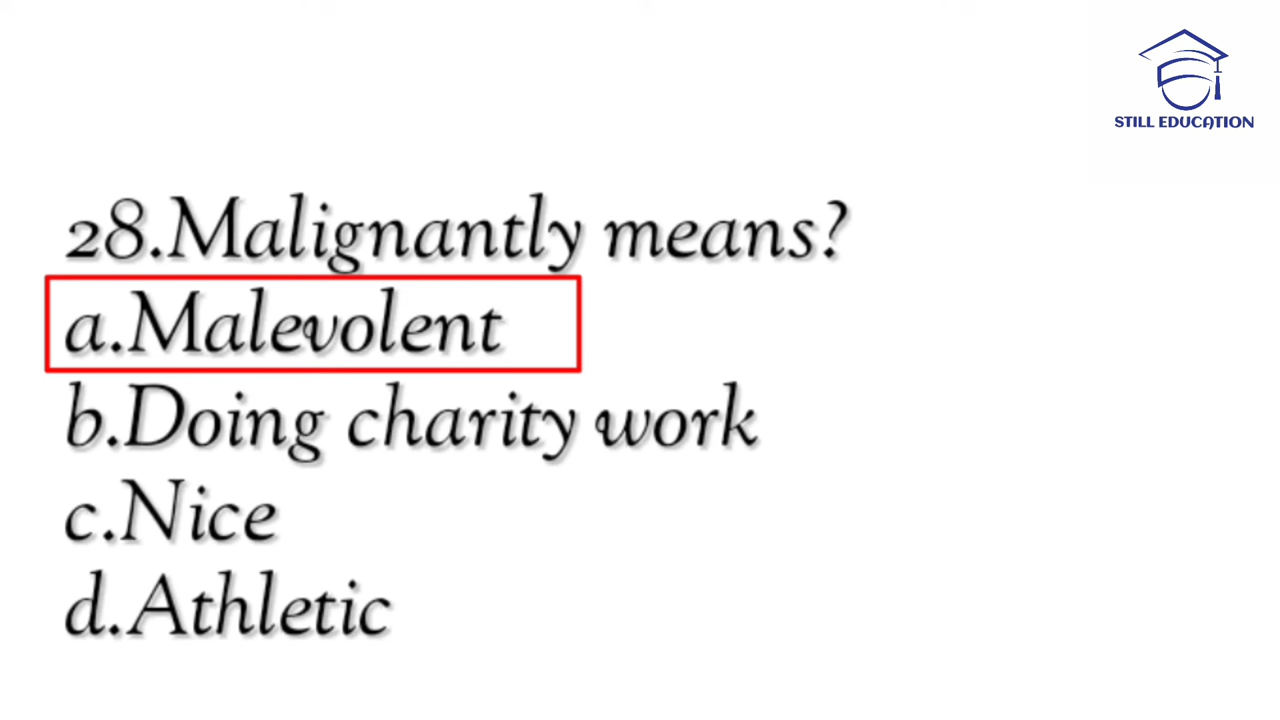 STILL EDUCATION
28.Malignantly means?
a.Malevolent
b.Doing charity work
c.Nice
d.Athletic